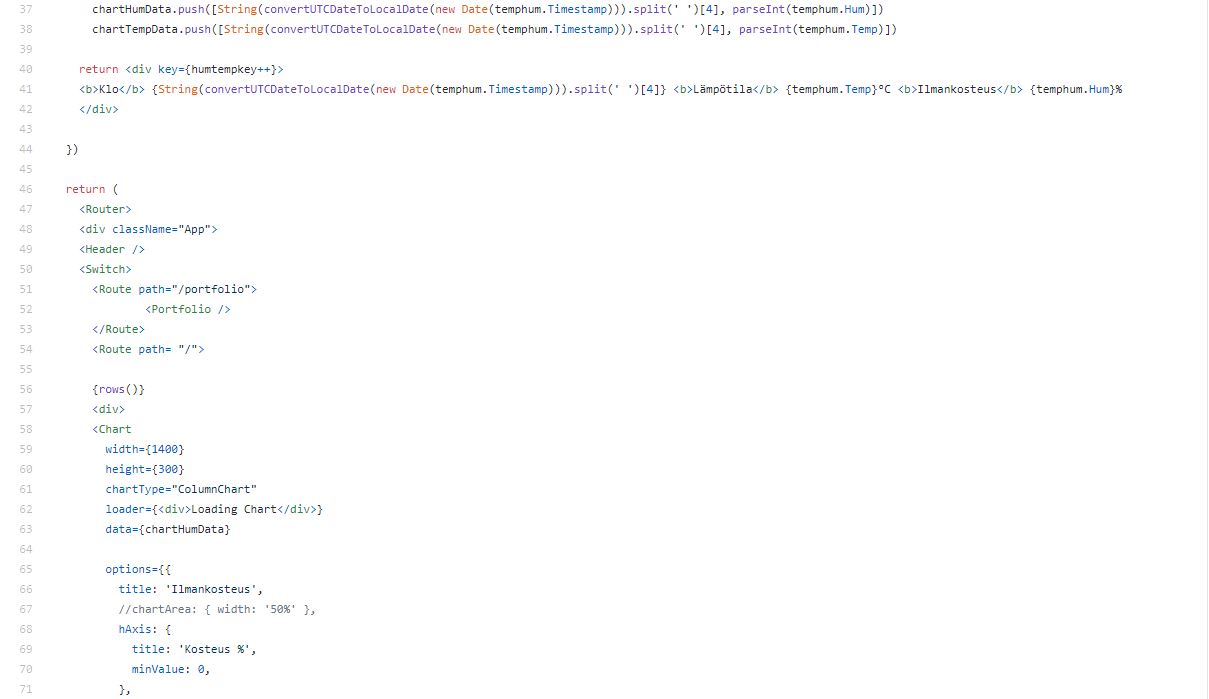 37 chartHumData.push([String(convertUTCDateToLocalDate(new Date(temphum.Timestamp))).split(' ')[4], parseInt(temphum.Hum)])
38 chartTempData.push([String(convertUTCDateToLocalDate(new Date(temphum.Timestamp))).split(' ')[4], parseInt(temphum.Temp)])
39
40 return <div key={humtempkey++}>
41 <b>Klo</b> {String(convertUTCDateToLocalDate(new Date(temphum.Timestamp))).split(' ')[4]} <b>Lämpötila</b> {temphum.Temp}°C <b>Ilmankosteus</b> {temphum.Hum}%
42 </div>
43
44 })
45
46 return (
47 <Router>
48 <div className="App">
49 <Header />
50 <Switch>
51 <Route path="/portfolio">
52 <Portfolio />
53 </Route>
54 <Route path= "/">
55
56 {rows()}
57 <div>
58 <Chart
59 width={1400}
60 height={300}
61 chartType="ColumnChart"
62 loader={<div>Loading Chart</div>}
63 data={chartHumData}
64
65 options={{
66 title: 'Ilmankosteus',
67 //chartArea: { width: '50%' },
68 hAxis: {
69 title: 'Kosteus %',
70 minValue: 0,
71 },